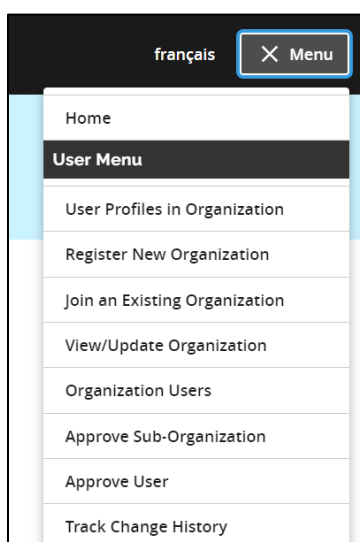 français
Menu
Home
User Menu
User Profiles in Organization
Register New Organization
Join an Existing Organization
View/Update Organization
Organization Users
Approve Sub-Organization
Approve User
Track Change History